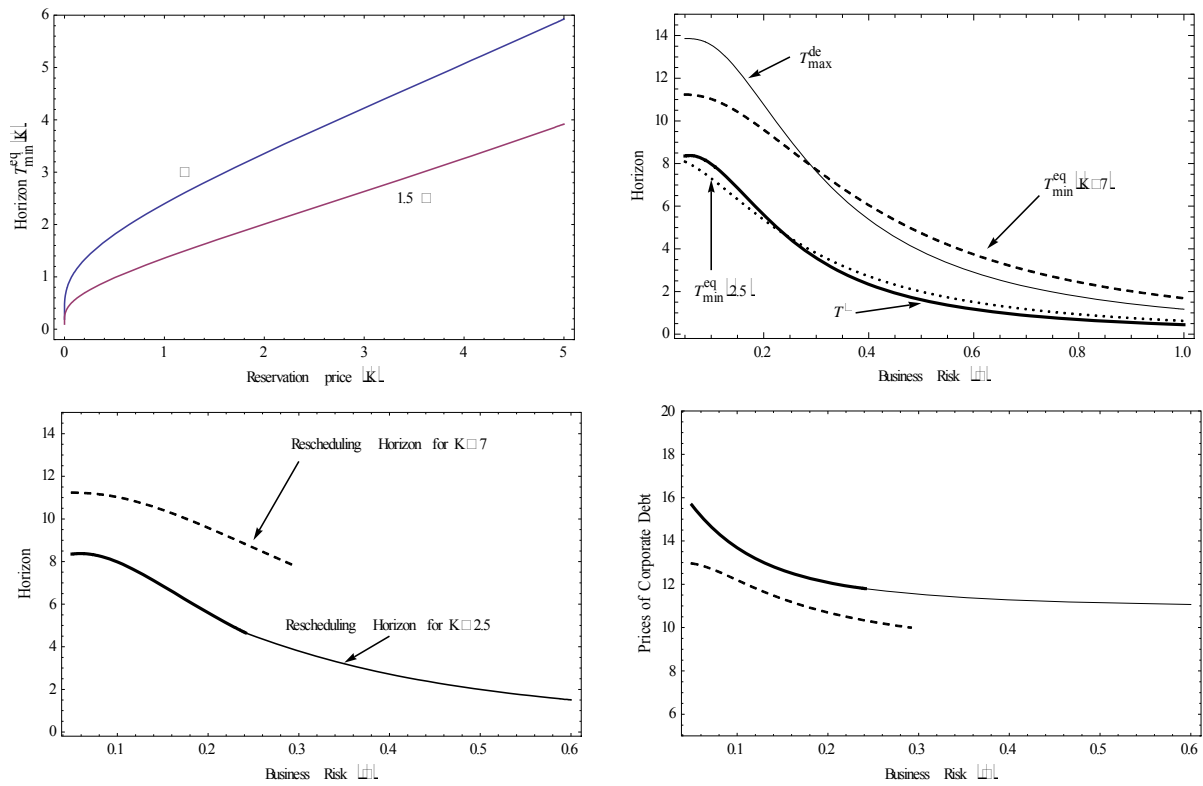 6
5
4
3
2
1
0
Horizon T_min^eq K
□
1.5 □
0 1 2 3 4 5
Reservation price K
14
12
10
8
6
4
2
0
Horizon
T_max^de
T_min^eq K□7
T_min^eq 2.5
T
0.2 0.4 0.6 0.8 1.0
Business Risk
14
12
10
8
6
4
2
0
Horizon
Rescheduling Horizon for K□7
Rescheduling Horizon for K□2.5
0.1 0.2 0.3 0.4 0.5 0.6
Business Risk
20
18
16
14
12
10
8
6
Prices of Corporate Debt
0.1 0.2 0.3 0.4 0.5 0.6
Business Risk